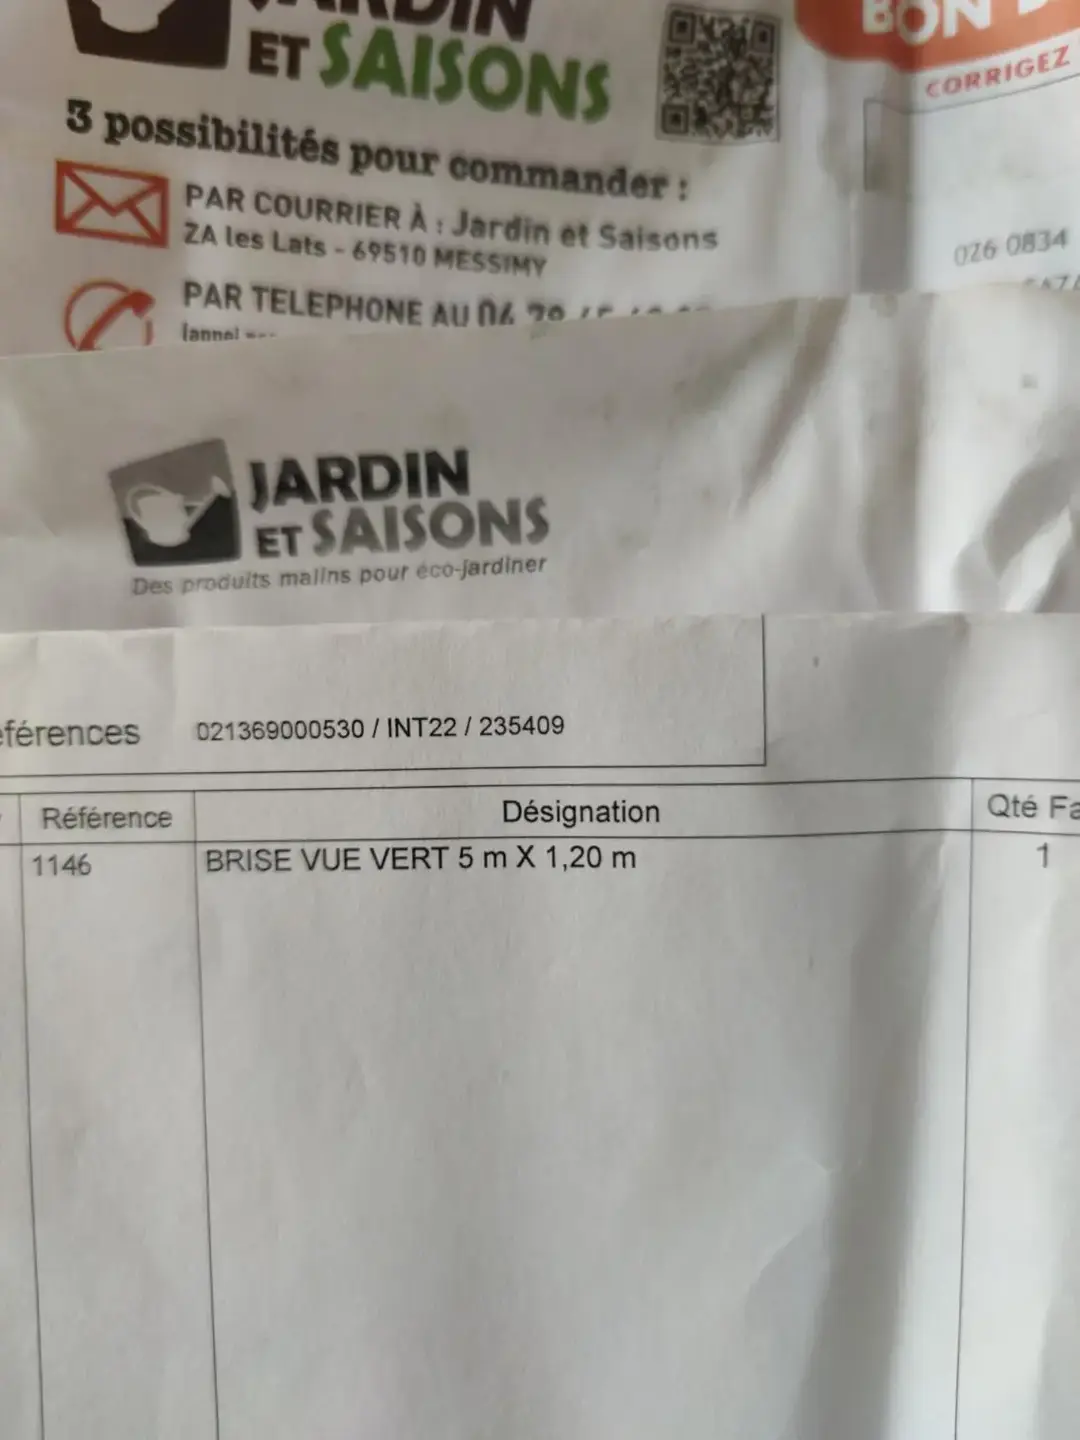 JARDIN
ET SAISONS
BON
CORRIGEZ
3 possibilités pour commander :
PAR COURRIER À : Jardin et Saisons
ZA les Lats - 69510 MESSIMY
026 0834
PAR TELEPHONE AU
JARDIN
ET SAISONS
Des produits malins pour éco-jardiner
férences 021369000530 / INT22 / 235409
Référence Désignation Qté Fa
1146 BRISE VUE VERT 5 m X 1,20 m 1